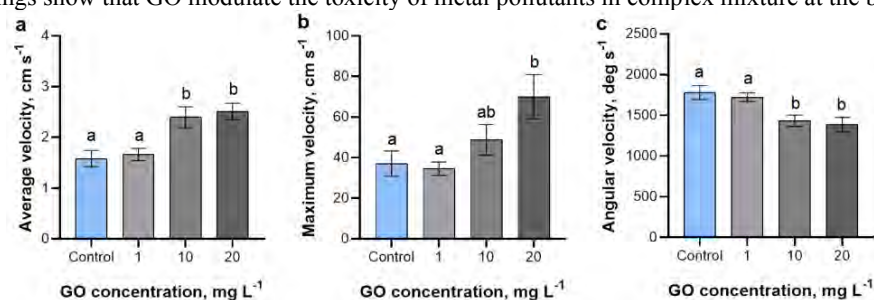 ngs show that GO modulate the toxicity of metal pollutants in complex mixture at the b
a
b
c
Average velocity, cm s⁻¹
4
3
2
1
0
a
a
b
b
Control 1 10 20
GO concentration, mg L⁻¹
Maximum velocity, cm s⁻¹
100
80
60
40
20
0
a
a
ab
b
Control 1 10 20
GO concentration, mg L⁻¹
Angular velocity, deg s⁻¹
2500
2000
1500
1000
500
0
a
a
b
b
Control 1 10 20
GO concentration, mg L⁻¹